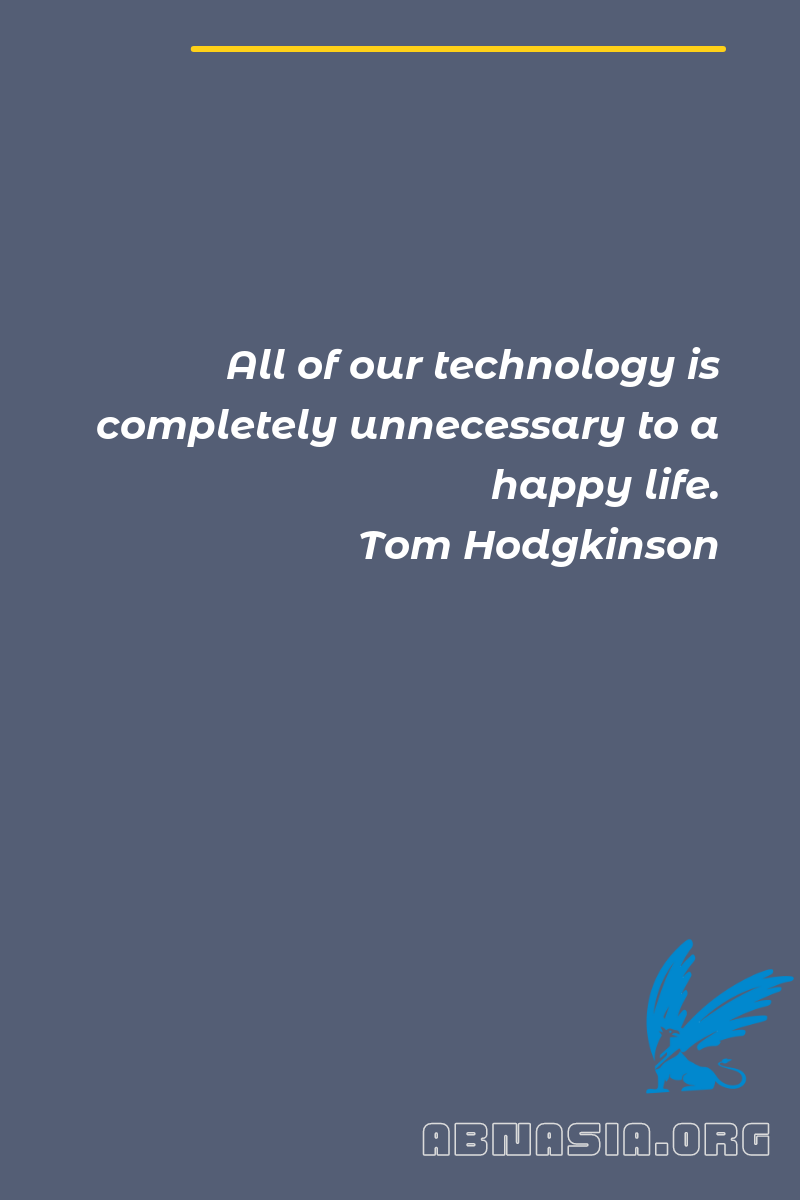 All of our technology is
completely unnecessary to a
happy life.
Tom Hodgkinson
ABNASIA.ORG